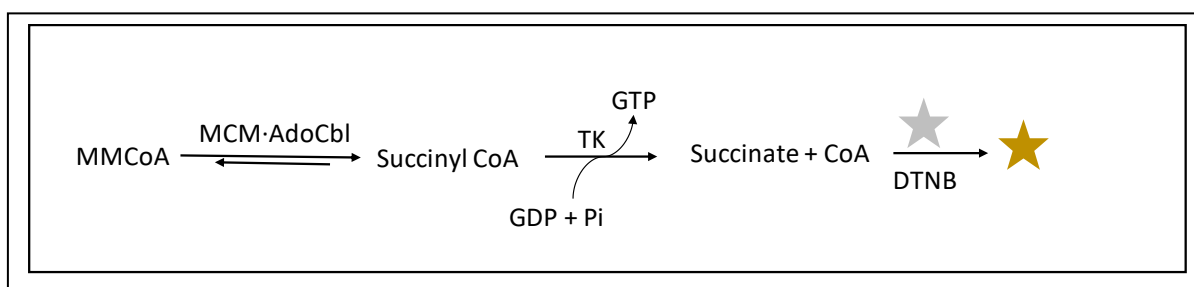 GTP
MCM·AdoCbl
TK
MMCoA
Succinyl CoA
Succinate + CoA
DTNB
GDP + Pi